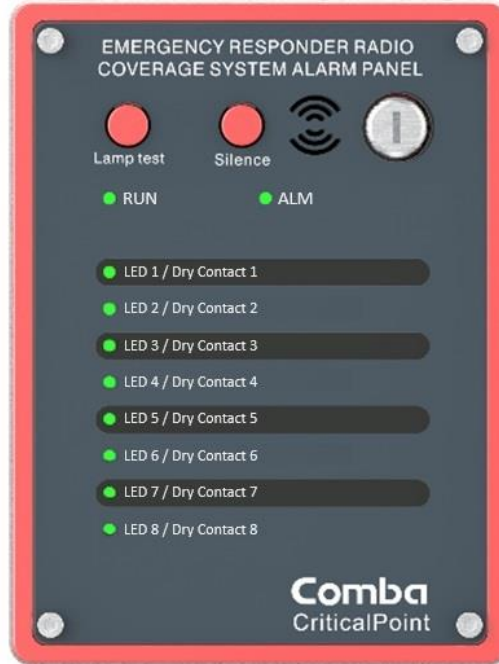 EMERGENCY RESPONDER RADIO
COVERAGE SYSTEM ALARM PANEL
Lamp test
Silence
RUN
ALM
LED 1 / Dry Contact 1
LED 2 / Dry Contact 2
LED 3 / Dry Contact 3
LED 4 / Dry Contact 4
LED 5 / Dry Contact 5
LED 6 / Dry Contact 6
LED 7 / Dry Contact 7
LED 8 / Dry Contact 8
Comba
CriticalPoint